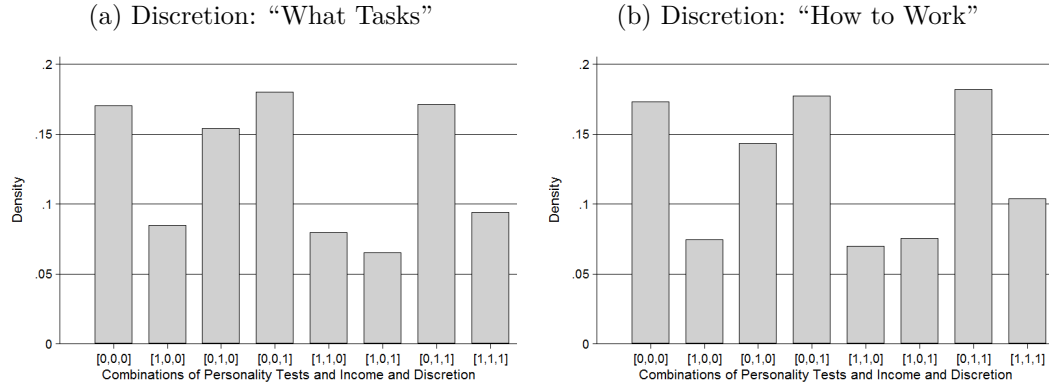 (a) Discretion: “What Tasks”
.2
.15
.1
.05
0
Density
[0,0,0] [1,0,0] [0,1,0] [0,0,1] [1,1,0] [1,0,1] [0,1,1] [1,1,1]
Combinations of Personality Tests and Income and Discretion
(b) Discretion: “How to Work”
.2
.15
.1
.05
0
Density
[0,0,0] [1,0,0] [0,1,0] [0,0,1] [1,1,0] [1,0,1] [0,1,1] [1,1,1]
Combinations of Personality Tests and Income and Discretion